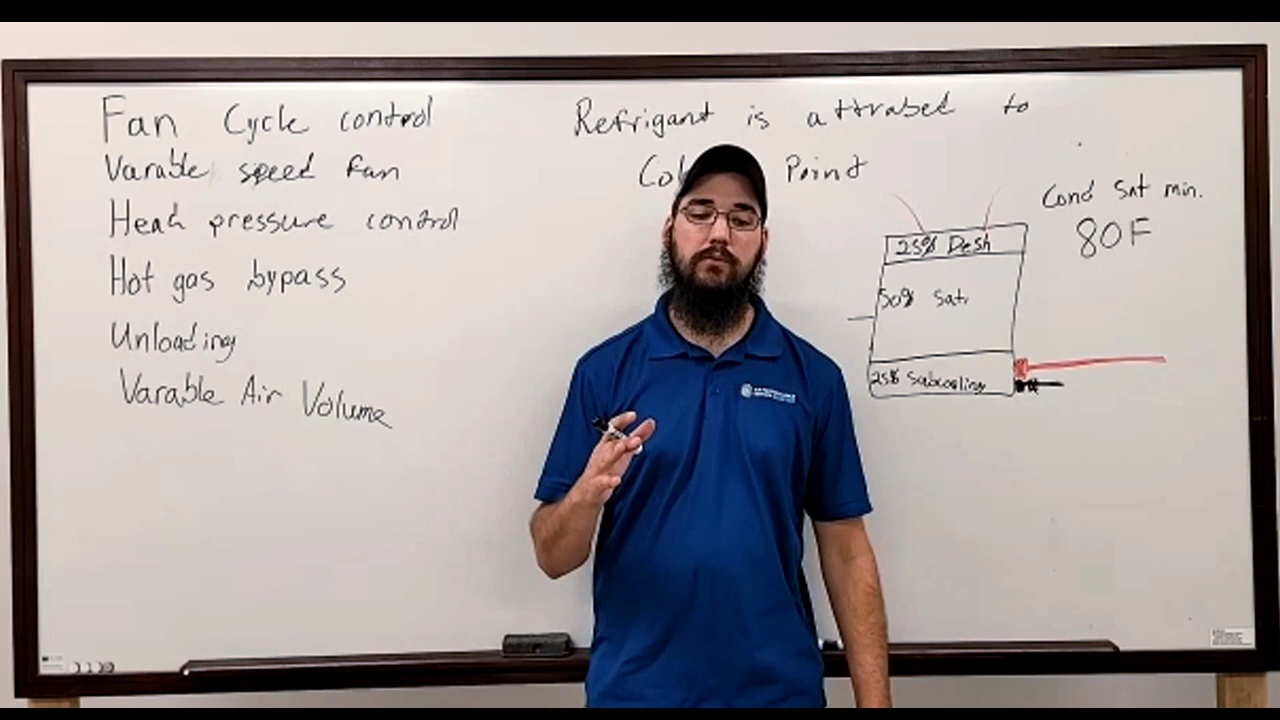 Fan Cycle control
Varable speed fan
Head pressure control
Hot gas bypass
Unloading
Varable Air Volume
Refrigant is attrabed to
Point
25% Desh
50% Sat.
25% Subcooling
Cond Sat min.
80F